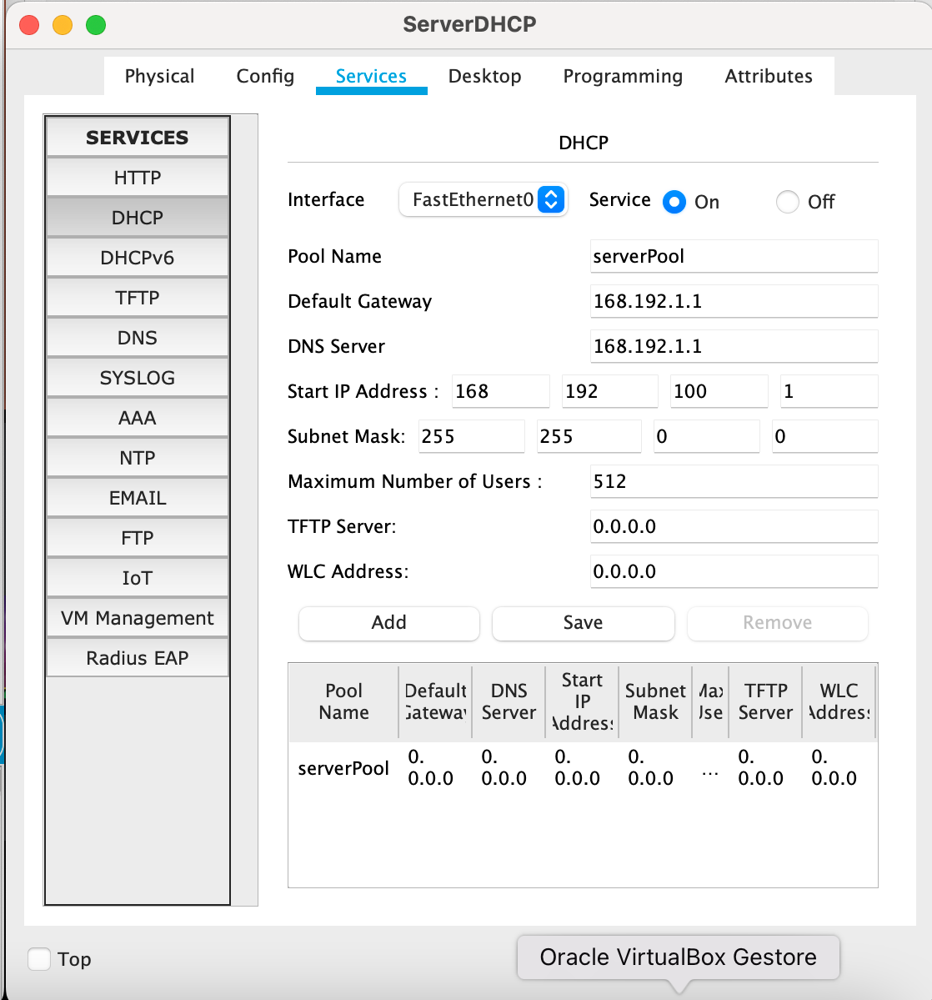 ServerDHCP
Physical Config Services Desktop Programming Attributes
SERVICES
HTTP
DHCP
DHCPv6
TFTP
DNS
SYSLOG
AAA
NTP
EMAIL
FTP
IoT
VM Management
Radius EAP
DHCP
Interface FastEthernet0 Service On Off
Pool Name serverPool
Default Gateway 168.192.1.1
DNS Server 168.192.1.1
Start IP Address : 168 192 100 1
Subnet Mask: 255 255 0 0
Maximum Number of Users : 512
TFTP Server: 0.0.0.0
WLC Address: 0.0.0.0
Add Save Remove
Pool Name Default Gateway DNS Server Start IP Address Subnet Mask Max User TFTP Server WLC Address
serverPool 0.0.0.0 0.0.0.0 0.0.0.0 0.0.0.0 ... 0.0.0.0 0.0.0.0
Top
Oracle VirtualBox Gestore